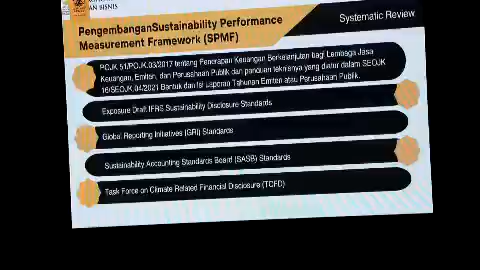 AN BISNIS
PengembanganSustainability Performance
Measurement Framework (SPMF)
Systematic Review
POJK 51/POJK.03/2017 tentang Penerapan Keuangan Berkelanjutan bagi Lembaga Jasa
Keuangan, Emiten, dan Perusahaan Publik dan panduan teknisnya yang diatur dalam SEOJK
16/SEOJK.04/2021 Bentuk dan Isi Laporan Tahunan Emiten atau Perusahaan Publik.
Exposure Draft IFRS Sustainability Disclosure Standards
Global Reporting Initiatives (GRI) Standards
Sustainability Accounting Standards Board (SASB) Standards
Task Force on Climate Related Financial Disclosure (TCFD)